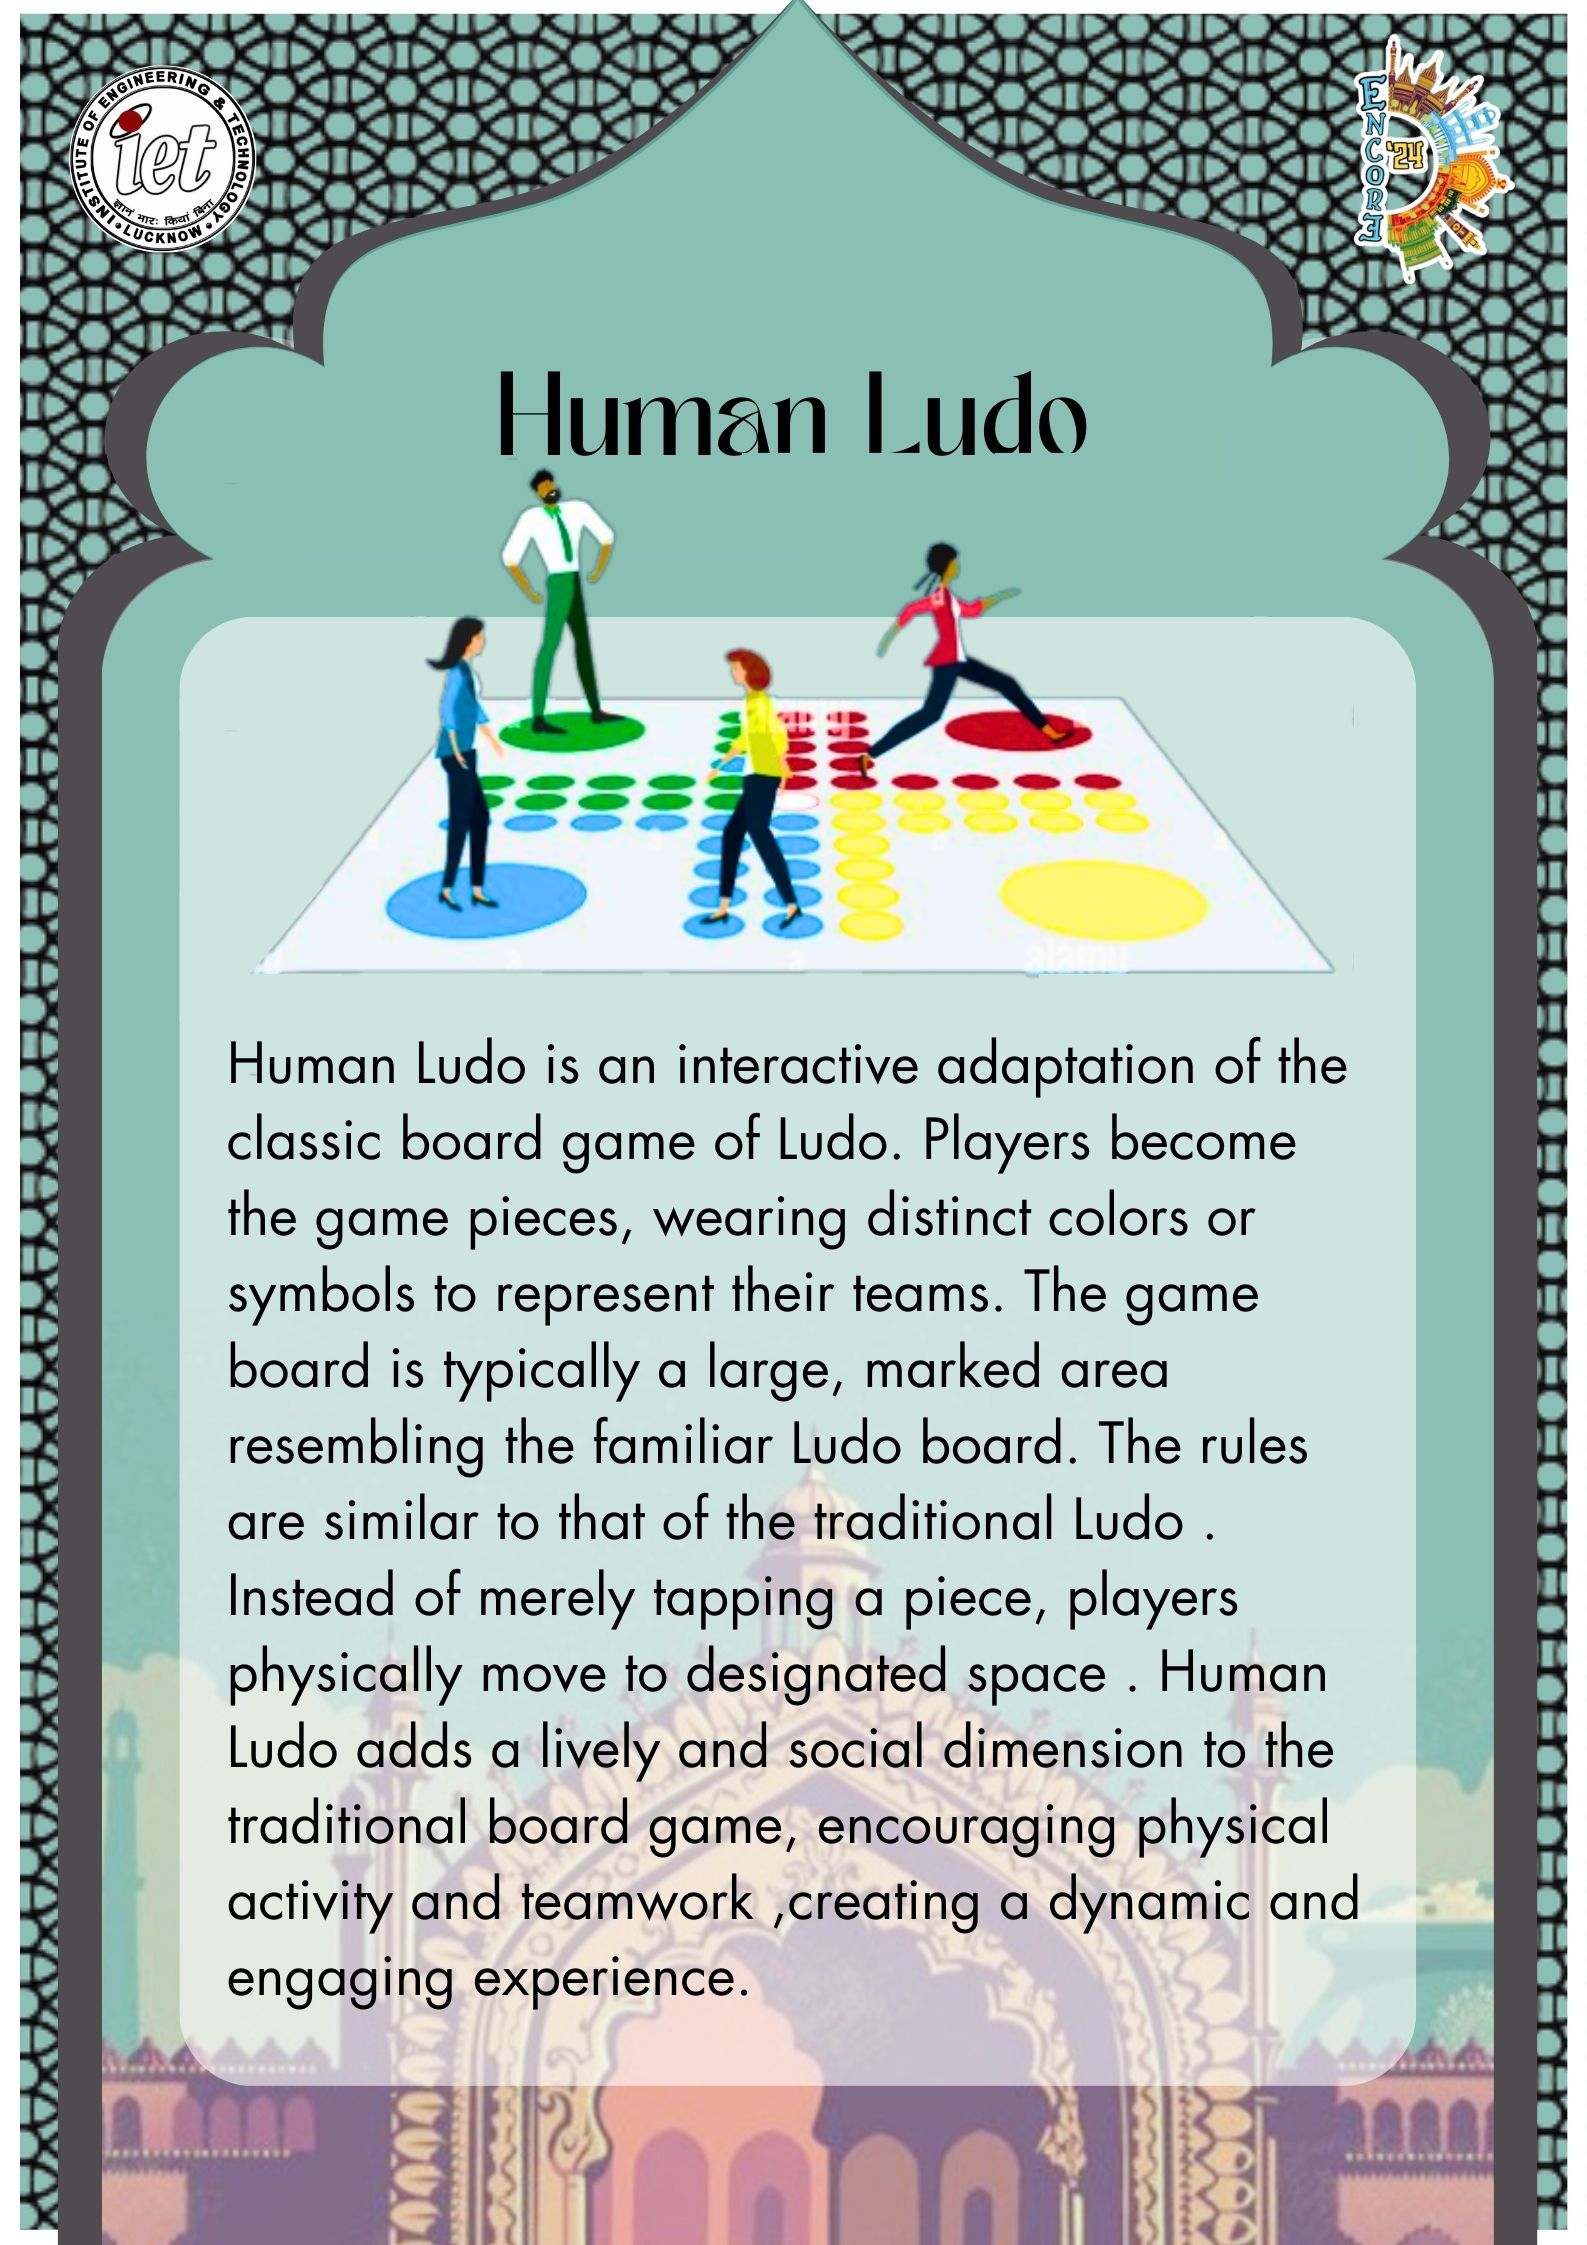 INSTITUTE OF ENGINEERING & TECHNOLOGY
iet
LUCKNOW
ENCORE
'24
Human Ludo
alamy
alamy
Human Ludo is an interactive adaptation of the
classic board game of Ludo. Players become
the game pieces, wearing distinct colors or
symbols to represent their teams. The game
board is typically a large, marked area
resembling the familiar Ludo board. The rules
are similar to that of the traditional Ludo .
Instead of merely tapping a piece, players
physically move to designated space . Human
Ludo adds a lively and social dimension to the
traditional board game, encouraging physical
activity and teamwork ,creating a dynamic and
engaging experience.